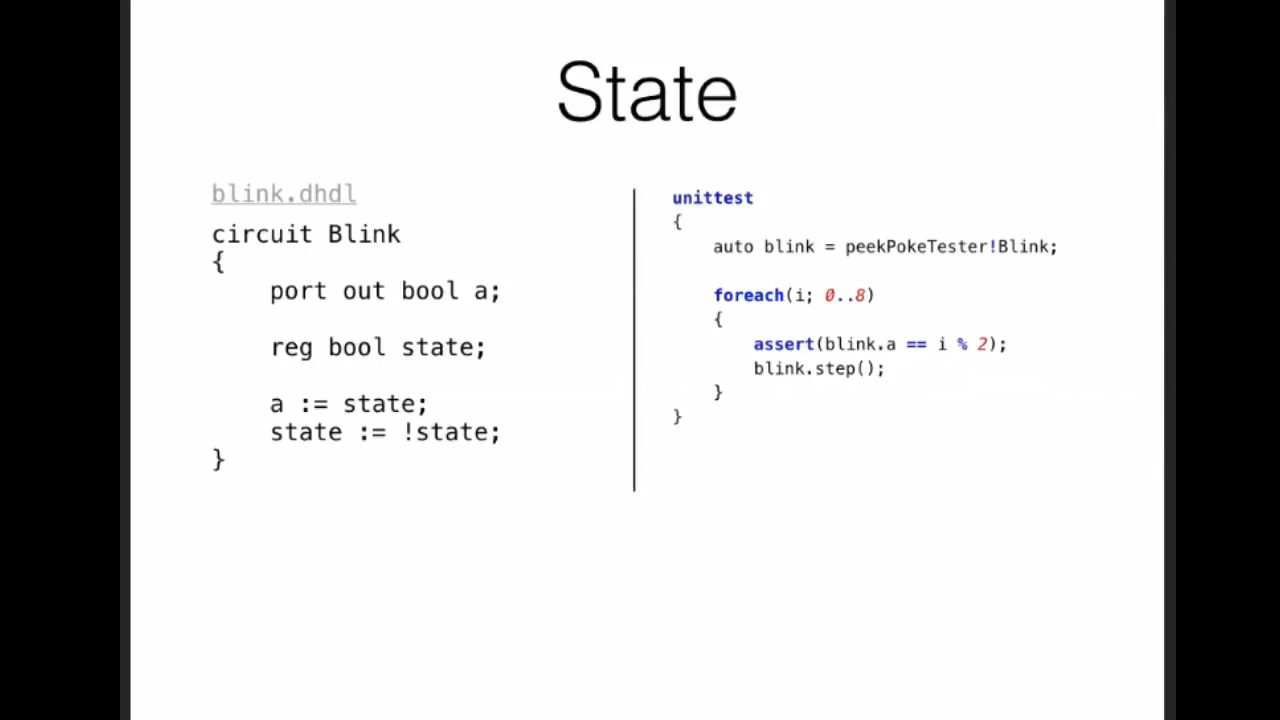 State
blink.dhdl
circuit Blink
{
    port out bool a;
    reg bool state;
    a := state;
    state := !state;
}
unittest
{
    auto blink = peekPokeTester!Blink;
    foreach(i; 0..8)
    {
        assert(blink.a == i % 2);
        blink.step();
    }
}